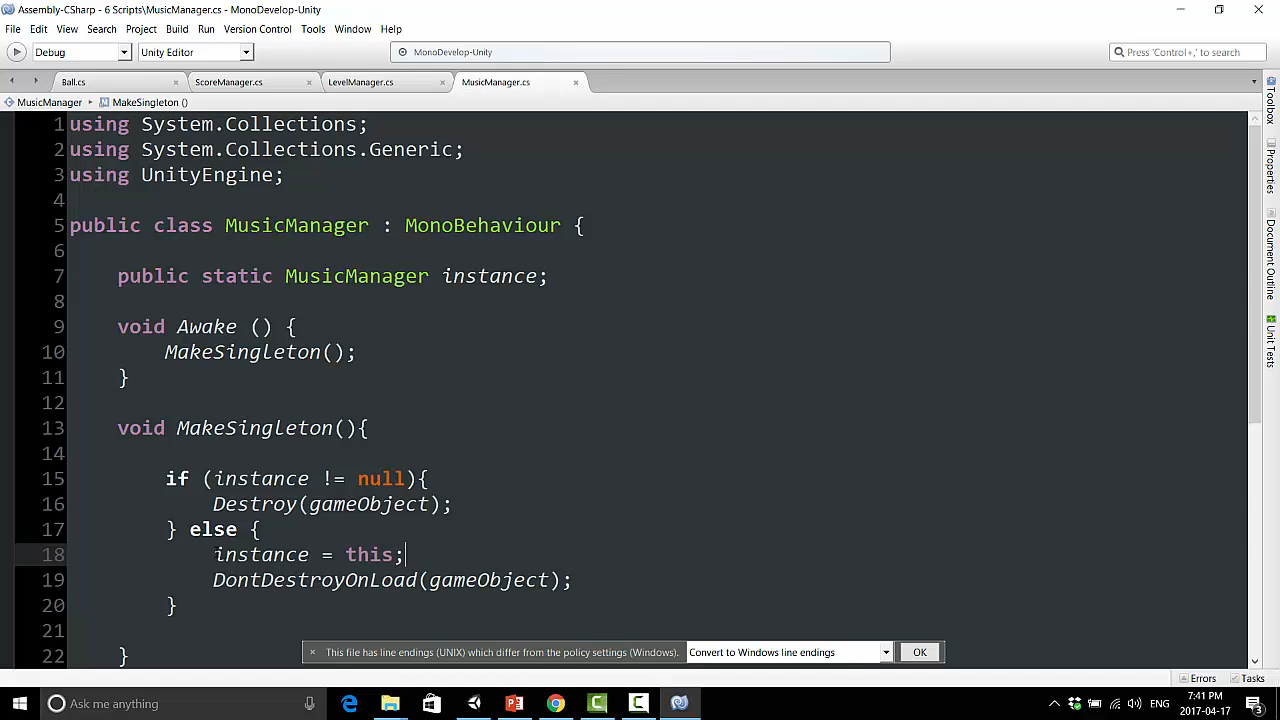 Assembly-CSharp - 6 Scripts\MusicManager.cs - MonoDevelop-Unity
File Edit View Search Project Build Run Version Control Tools Window Help
Debug Unity Editor MonoDevelop-Unity Press 'Control+,' to search
Ball.cs ScoreManager.cs LevelManager.cs MusicManager.cs
MusicManager MakeSingleton ()
1 using System.Collections;
2 using System.Collections.Generic;
3 using UnityEngine;
4
5 public class MusicManager : MonoBehaviour {
6
7 public static MusicManager instance;
8
9 void Awake () {
10 MakeSingleton();
11 }
12
13 void MakeSingleton(){
14
15 if (instance != null){
16 Destroy(gameObject);
17 } else {
18 instance = this;
19 DontDestroyOnLoad(gameObject);
20 }
21
22 }
Toolbox
Properties
Document Outline
Unit Tests
This file has line endings (UNIX) which differ from the policy settings (Windows). Convert to Windows line endings OK
Errors Tasks
Ask me anything
ENG
7:41 PM
2017-04-17